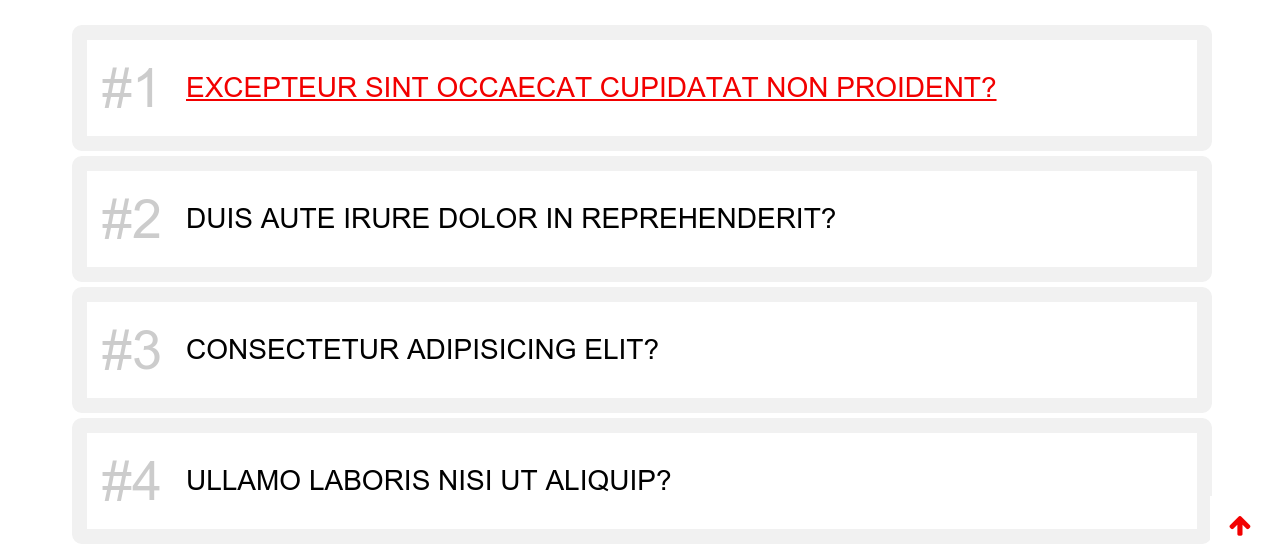 #1 EXCEPTEUR SINT OCCAECAT CUPIDATAT NON PROIDENT?
#2 DUIS AUTE IRURE DOLOR IN REPREHENDERIT?
#3 CONSECTETUR ADIPISICING ELIT?
#4 ULLAMO LABORIS NISI UT ALIQUIP?